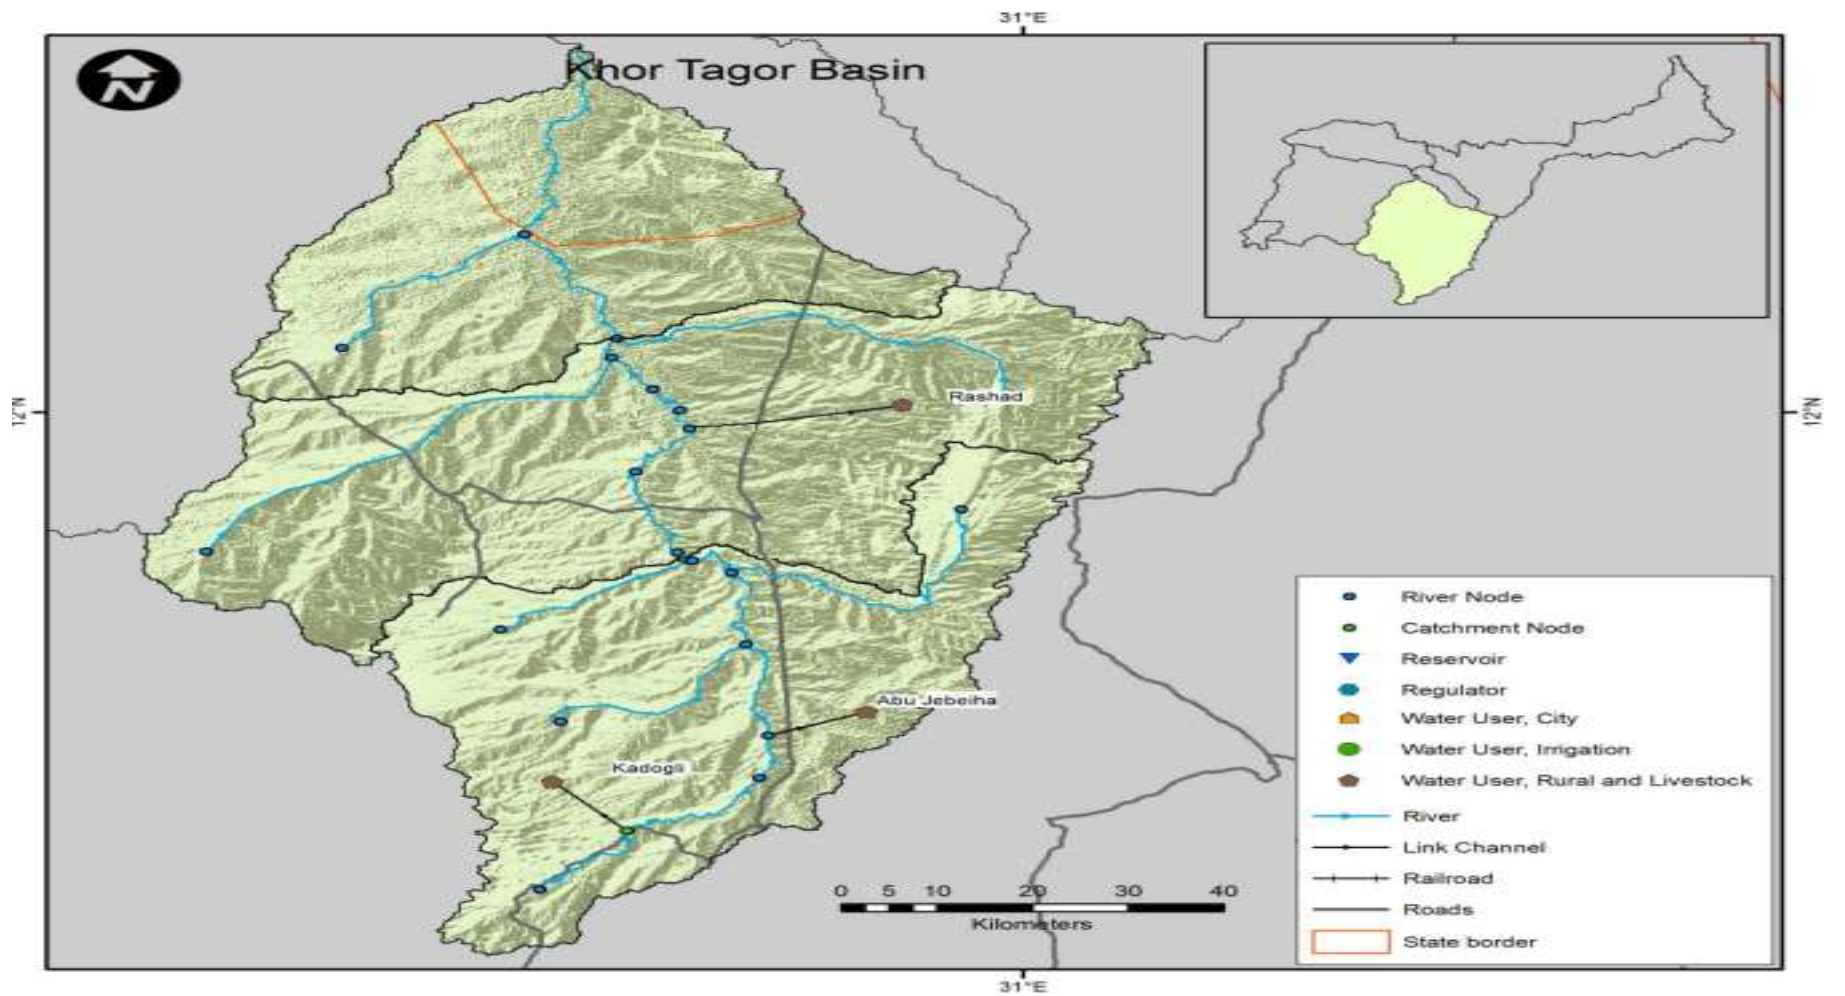 31°E
Khor Tagor Basin
N
Rashad
12°N
12°N
Abu Jebeiha
Kadogli
0 5 10 20 30 40
Kilometers
River Node
Catchment Node
Reservoir
Regulator
Water User, City
Water User, Irrigation
Water User, Rural and Livestock
River
Link Channel
Railroad
Roads
State border
31°E